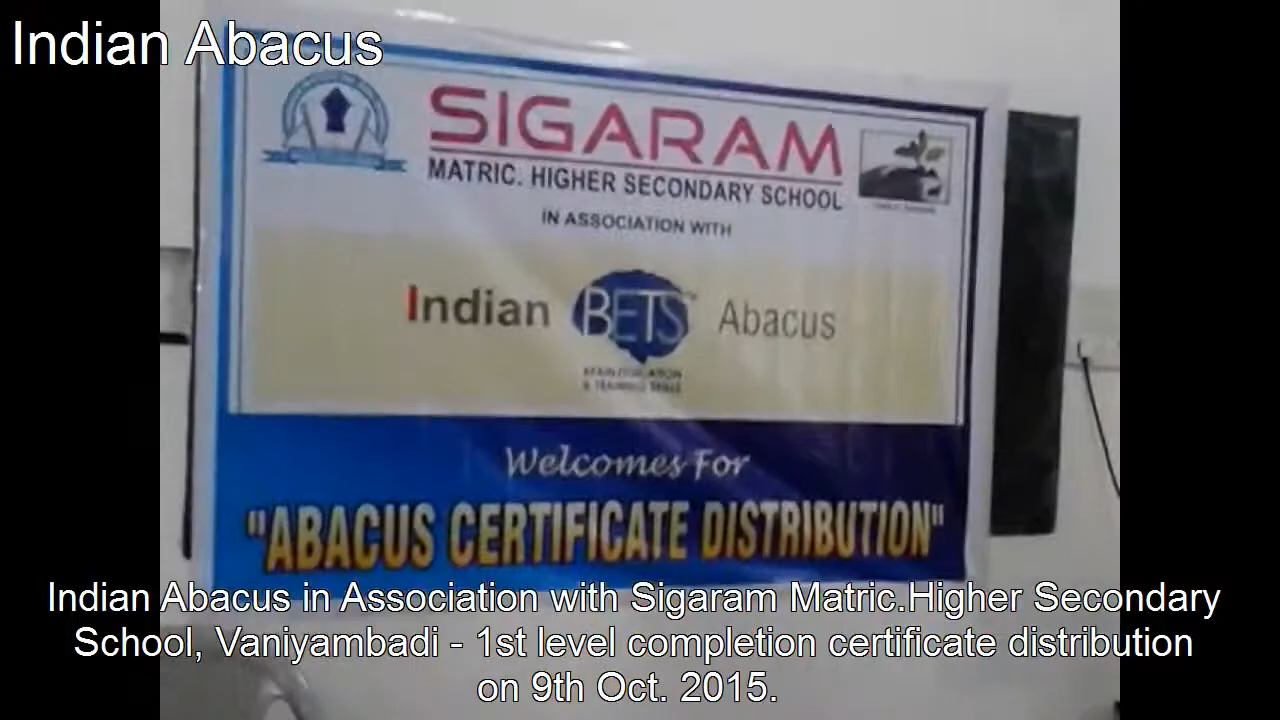 Indian Abacus
SIGARAM
MATRIC. HIGHER SECONDARY SCHOOL
IN ASSOCIATION WITH
Indian BETS Abacus
& TRAINING SKILLS
Welcomes For
"ABACUS CERTIFICATE DISTRIBUTION"
Indian Abacus in Association with Sigaram Matric.Higher Secondary
School, Vaniyambadi - 1st level completion certificate distribution
on 9th Oct. 2015.